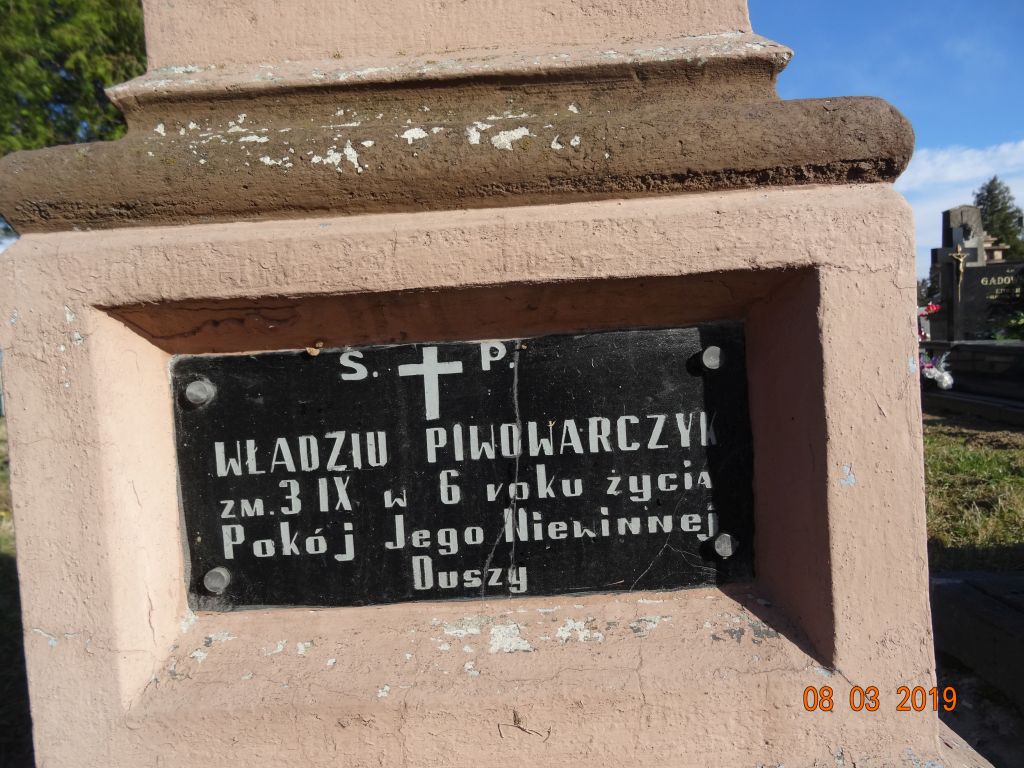 S. P.
WŁADZIU PIWOWARCZYK
zm. 3 IX w 6 roku życia
Pokój Jego Niewinnej
Duszy
08 03 2019